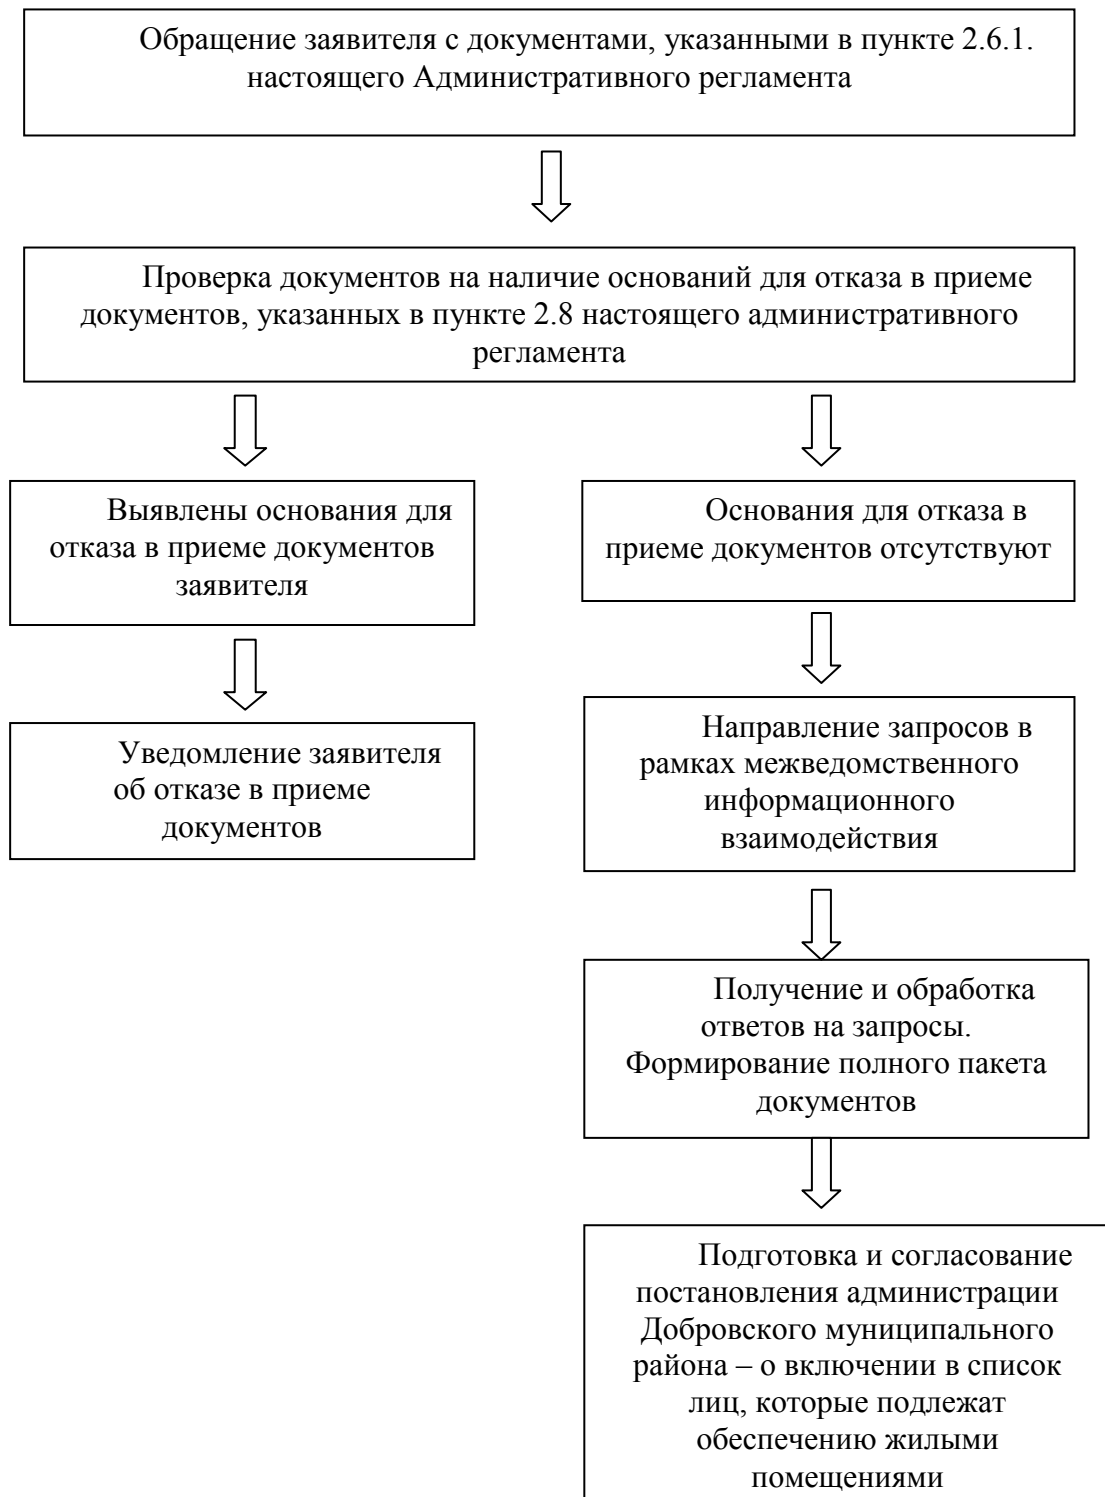 Обращение заявителя с документами, указанными в пункте 2.6.1.
настоящего Административного регламента
Проверка документов на наличие оснований для отказа в приеме
документов, указанных в пункте 2.8 настоящего административного
регламента
Выявлены основания для
отказа в приеме документов
заявителя
Основания для отказа в
приеме документов отсутствуют
Уведомление заявителя
об отказе в приеме
документов
Направление запросов в
рамках межведомственного
информационного
взаимодействия
Получение и обработка
ответов на запросы.
Формирование полного пакета
документов
Подготовка и согласование
постановления администрации
Добровского муниципального
района – о включении в список
лиц, которые подлежат
обеспечению жилыми
помещениями